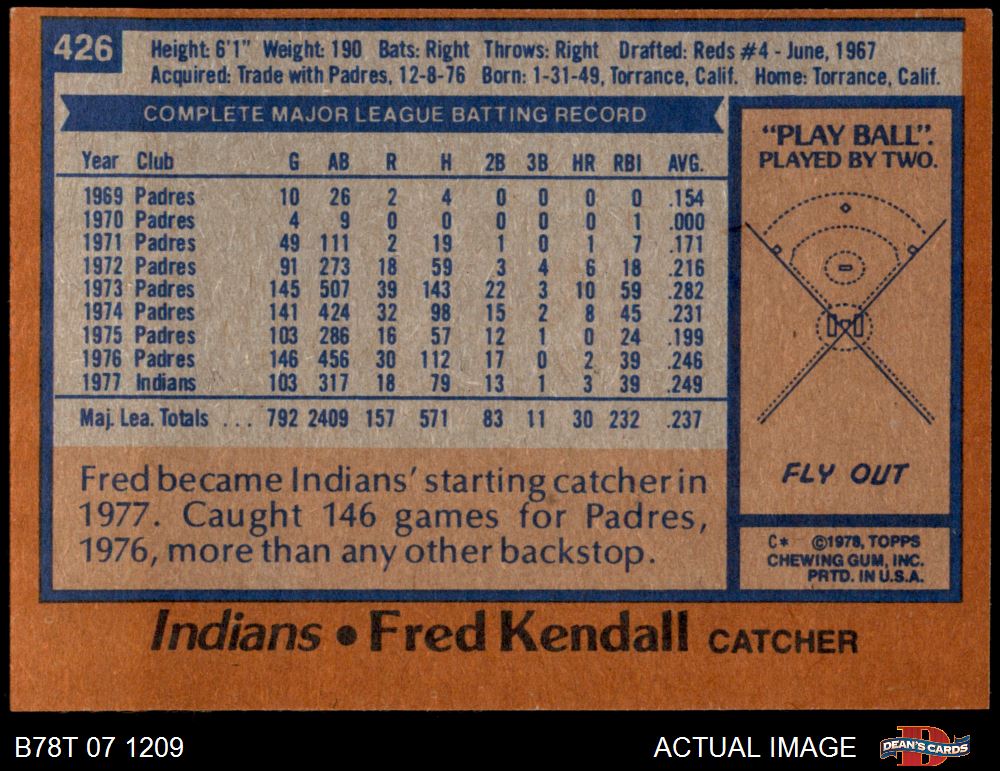 426
Height: 6'1" Weight: 190 Bats: Right Throws: Right Drafted: Reds #4 - June, 1967
Acquired: Trade with Padres, 12-8-76 Born: 1-31-49, Torrance, Calif. Home: Torrance, Calif.
COMPLETE MAJOR LEAGUE BATTING RECORD
Year Club G AB R H 2B 3B HR RBI AVG.
1969 Padres 10 26 2 4 0 0 0 0 .154
1970 Padres 4 9 0 0 0 0 0 1 .000
1971 Padres 49 111 2 19 1 0 1 7 .171
1972 Padres 91 273 18 59 3 4 6 18 .216
1973 Padres 145 507 39 143 22 3 10 59 .282
1974 Padres 141 424 32 98 15 2 8 45 .231
1975 Padres 103 286 16 57 12 1 0 24 .199
1976 Padres 146 456 30 112 17 0 2 39 .246
1977 Indians 103 317 18 79 13 1 3 39 .249
Maj. Lea. Totals ... 792 2409 157 571 83 11 30 232 .237
Fred became Indians' starting catcher in
1977. Caught 146 games for Padres,
1976, more than any other backstop.
"PLAY BALL".
PLAYED BY TWO.
FLY OUT
C* ©1978, TOPPS
CHEWING GUM, INC.
PRTD. IN U.S.A.
Indians • Fred Kendall CATCHER
B78T 07 1209
ACTUAL IMAGE
DEAN'S CARDS